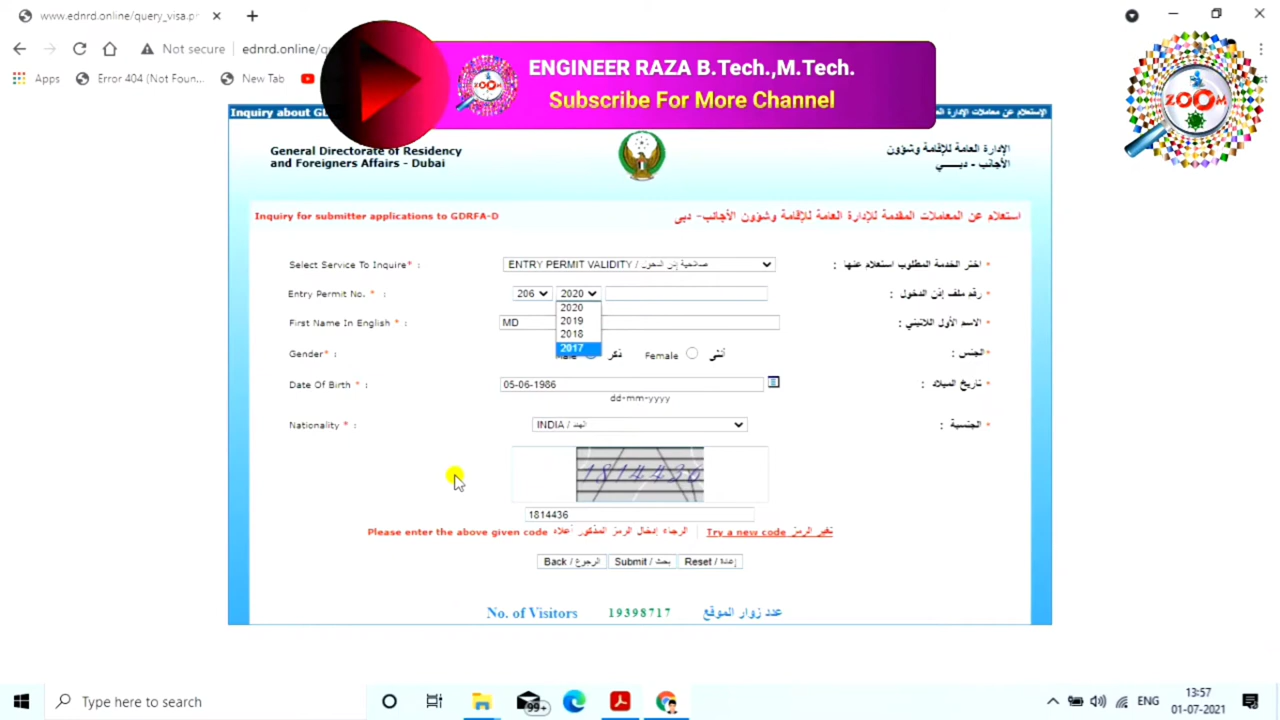 www.ednrd.online/query_visa.p
Not secure
ednrd.online/q
Apps
Error 404 (Not Foun...
New Tab
ENGINEER RAZA B.Tech.,M.Tech.
Subscribe For More Channel
ZOOM
ZOOM
Inquiry about
الإستعلام عن معاملات الإدارة
General Directorate of Residency
and Foreigners Affairs - Dubai
الإدارة العامة للإقامة وشؤون
الأجانب - دبـــــي
Inquiry for submitter applications to GDRFA-D
استعلام عن المعاملات المقدمة للإدارة العامة للإقامة وشؤون الأجانب- دبى
Select Service To Inquire* :
ENTRY PERMIT VALIDITY / صلاحية إذن الدخول
* اختر الخدمة المطلوب استعلام عنها :
Entry Permit No. * :
206
2020
* رقم ملف إذن الدخول :
2020
2019
2018
2017
First Name In English * :
MD
* الاسم الأول اللاتيني :
Gender* :
Male
ذكر
Female
أنثى
* الجنس:
Date Of Birth * :
05-06-1986
* تاريخ الميلاد :
dd-mm-yyyy
Nationality * :
INDIA / الهند
* الجنسية :
1814436
1814436
Please enter the above given code الرجاء إدخال الرمز المذكور أعلاه
Try a new code تغير الرمز
Back / الرجوع
Submit / بحث
Reset / إعادة
No. of Visitors 19398717 عدد زوار الموقع
Type here to search
99+
ENG
13:57
01-07-2021